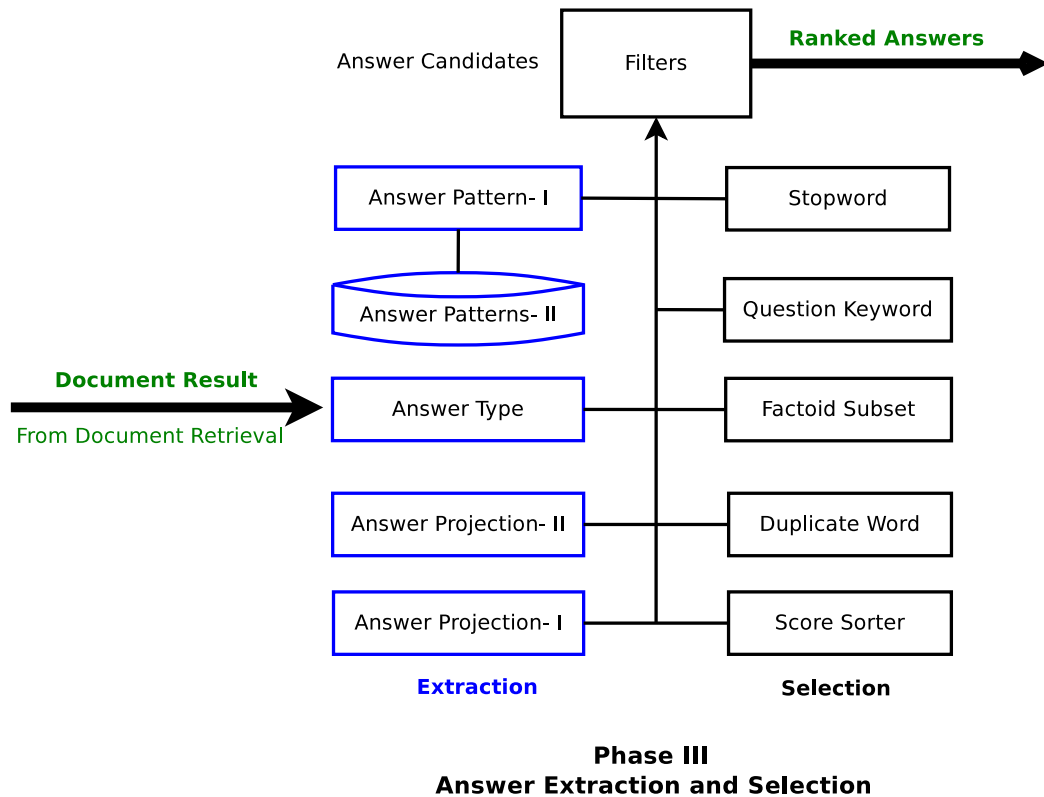 Ranked Answers
Answer Candidates
Filters
Answer Pattern- I
Stopword
Answer Patterns- II
Question Keyword
Document Result
From Document Retrieval
Answer Type
Factoid Subset
Answer Projection- II
Duplicate Word
Answer Projection- I
Score Sorter
Extraction
Selection
Phase III
Answer Extraction and Selection